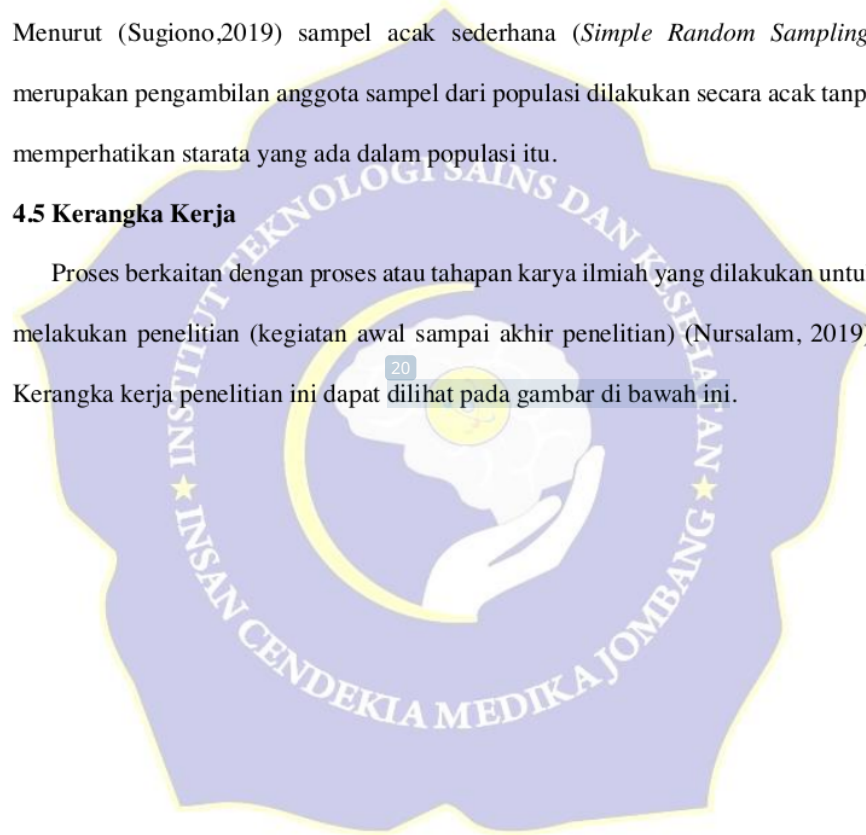 Menurut (Sugiono,2019) sampel acak sederhana (Simple Random Sampling
merupakan pengambilan anggota sampel dari populasi dilakukan secara acak tanp
memperhatikan starata yang ada dalam populasi itu.
4.5 Kerangka Kerja
Proses berkaitan dengan proses atau tahapan karya ilmiah yang dilakukan untu
melakukan penelitian (kegiatan awal sampai akhir penelitian) (Nursalam, 2019)
20
Kerangka kerja penelitian ini dapat dilihat pada gambar di bawah ini.
INSTITUT TEKNOLOGI SAINS DAN KESEHATAN
INSAN CENDEKIA MEDIKA JOMBANG